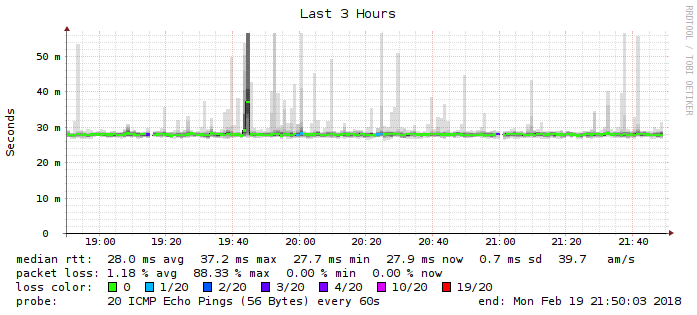 Last 3 Hours
RRDTOOL / TOBI OETIKER
Seconds
50 m
40 m
30 m
20 m
10 m
0
19:00 19:20 19:40 20:00 20:20 20:40 21:00 21:20 21:40
median rtt: 28.0 ms avg 37.2 ms max 27.7 ms min 27.9 ms now 0.7 ms sd 39.7 am/s
packet loss: 1.18 % avg 88.33 % max 0.00 % min 0.00 % now
loss color: 0 1/20 2/20 3/20 4/20 10/20 19/20
probe: 20 ICMP Echo Pings (56 Bytes) every 60s end: Mon Feb 19 21:50:03 2018